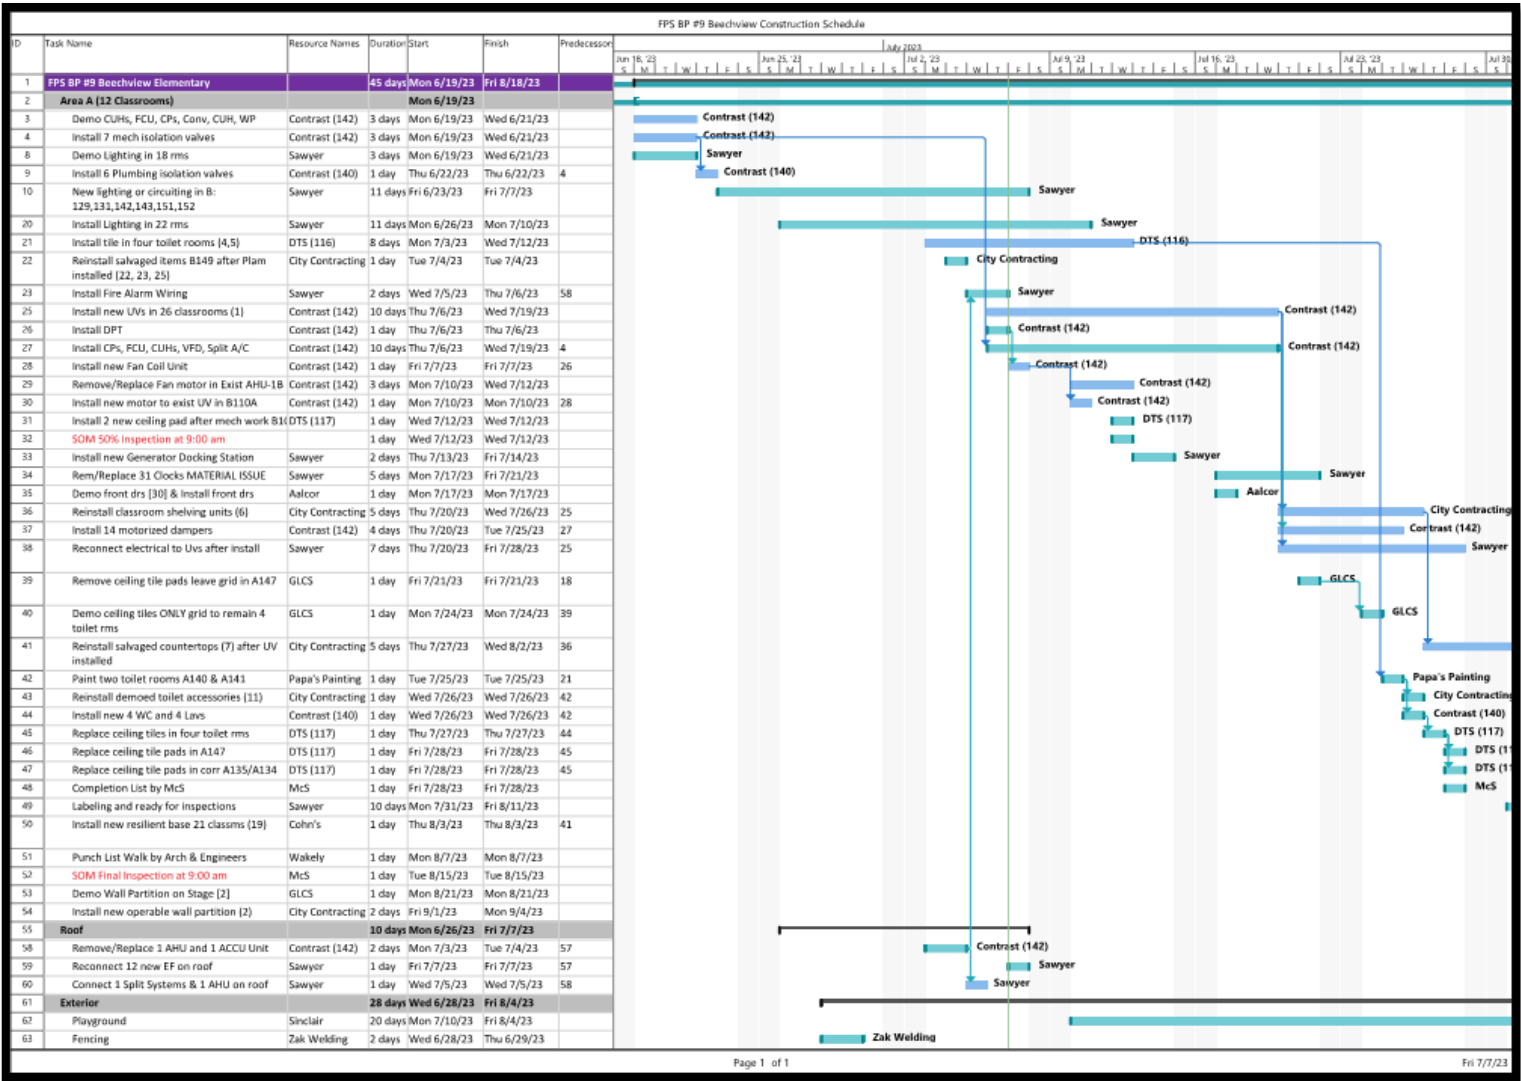 FPS BP #9 Beechview Construction Schedule
ID Task Name Resource Names Duration Start Finish Predecessors
July 2023
Jun 18, '23 Jun 25, '23 Jul 2, '23 Jul 9, '23 Jul 16, '23 Jul 23, '23 Jul 30
S M T W T F S S M T W T F S S M T W T F S S M T W T F S S M T W T F S S M T W T F S S M
1 FPS BP #9 Beechview Elementary 45 days Mon 6/19/23 Fri 8/18/23
2 Area A (12 Classrooms) Mon 6/19/23
3 Demo CUHs, FCU, CPs, Conv, CUH, WP Contrast (142) 3 days Mon 6/19/23 Wed 6/21/23 Contrast (142)
4 Install 7 mech isolation valves Contrast (142) 3 days Mon 6/19/23 Wed 6/21/23 Contrast (142)
8 Demo Lighting in 18 rms Sawyer 3 days Mon 6/19/23 Wed 6/21/23 Sawyer
9 Install 6 Plumbing isolation valves Contrast (140) 1 day Thu 6/22/23 Thu 6/22/23 4 Contrast (140)
10 New lighting or circuiting in B: Sawyer 11 days Fri 6/23/23 Fri 7/7/23 Sawyer
129,131,142,143,151,152
20 Install Lighting in 22 rms Sawyer 11 days Mon 6/26/23 Mon 7/10/23 Sawyer
21 Install tile in four toilet rooms (4,5) DTS (116) 8 days Mon 7/3/23 Wed 7/12/23 DTS (116)
22 Reinstall salvaged items B149 after Plam City Contracting 1 day Tue 7/4/23 Tue 7/4/23 City Contracting
installed (22, 23, 25)
23 Install Fire Alarm Wiring Sawyer 2 days Wed 7/5/23 Thu 7/6/23 58 Sawyer
25 Install new UVs in 26 classrooms (1) Contrast (142) 10 days Thu 7/6/23 Wed 7/19/23 Contrast (142)
26 Install DPT Contrast (142) 1 day Thu 7/6/23 Thu 7/6/23 Contrast (142)
27 Install CPs, FCU, CUHs, VFD, Split A/C Contrast (142) 10 days Thu 7/6/23 Wed 7/19/23 4 Contrast (142)
28 Install new Fan Coil Unit Contrast (142) 1 day Fri 7/7/23 Fri 7/7/23 26 Contrast (142)
29 Remove/Replace Fan motor in Exist AHU-1B Contrast (142) 3 days Mon 7/10/23 Wed 7/12/23 Contrast (142)
30 Install new motor to exist UV in B110A Contrast (142) 1 day Mon 7/10/23 Mon 7/10/23 28 Contrast (142)
31 Install 2 new ceiling pad after mech work B10 DTS (117) 1 day Wed 7/12/23 Wed 7/12/23 DTS (117)
32 SOM 50% Inspection at 9:00 am 1 day Wed 7/12/23 Wed 7/12/23
33 Install new Generator Docking Station Sawyer 2 days Thu 7/13/23 Fri 7/14/23 Sawyer
34 Rem/Replace 31 Clocks MATERIAL ISSUE Sawyer 5 days Mon 7/17/23 Fri 7/21/23 Sawyer
35 Demo front drs [30] & Install front drs Aalcor 1 day Mon 7/17/23 Mon 7/17/23 Aalcor
36 Reinstall classroom shelving units (6) City Contracting 5 days Thu 7/20/23 Wed 7/26/23 25 City Contracting
37 Install 14 motorized dampers Contrast (142) 4 days Thu 7/20/23 Tue 7/25/23 27 Contrast (142)
38 Reconnect electrical to Uvs after install Sawyer 7 days Thu 7/20/23 Fri 7/28/23 25 Sawyer
39 Remove ceiling tile pads leave grid in A147 GLCS 1 day Fri 7/21/23 Fri 7/21/23 18 GLCS
40 Demo ceiling tiles ONLY grid to remain 4 GLCS 1 day Mon 7/24/23 Mon 7/24/23 39 GLCS
toilet rms
41 Reinstall salvaged countertops (7) after UV City Contracting 5 days Thu 7/27/23 Wed 8/2/23 36
installed
42 Paint two toilet rooms A140 & A141 Papa's Painting 1 day Tue 7/25/23 Tue 7/25/23 21 Papa's Painting
43 Reinstall demoed toilet accessories (11) City Contracting 1 day Wed 7/26/23 Wed 7/26/23 42 City Contracting
44 Install new 4 WC and 4 Lavs Contrast (140) 1 day Wed 7/26/23 Wed 7/26/23 42 Contrast (140)
45 Replace ceiling tiles in four toilet rms DTS (117) 1 day Thu 7/27/23 Thu 7/27/23 44 DTS (117)
46 Replace ceiling tile pads in A147 DTS (117) 1 day Fri 7/28/23 Fri 7/28/23 45 DTS (11
47 Replace ceiling tile pads in corr A135/A134 DTS (117) 1 day Fri 7/28/23 Fri 7/28/23 45 DTS (11
48 Completion List by McS McS 1 day Fri 7/28/23 Fri 7/28/23 McS
49 Labeling and ready for inspections Sawyer 10 days Mon 7/31/23 Fri 8/11/23
50 Install new resilient base 21 classms (19) Cohn's 1 day Thu 8/3/23 Thu 8/3/23 41
51 Punch List Walk by Arch & Engineers Wakely 1 day Mon 8/7/23 Mon 8/7/23
52 SOM Final Inspection at 9:00 am McS 1 day Tue 8/15/23 Tue 8/15/23
53 Demo Wall Partition on Stage [2] GLCS 1 day Mon 8/21/23 Mon 8/21/23
54 Install new operable wall partition (2) City Contracting 2 days Fri 9/1/23 Mon 9/4/23
55 Roof 10 days Mon 6/26/23 Fri 7/7/23
58 Remove/Replace 1 AHU and 1 ACCU Unit Contrast (142) 2 days Mon 7/3/23 Tue 7/4/23 57 Contrast (142)
59 Reconnect 12 new EF on roof Sawyer 1 day Fri 7/7/23 Fri 7/7/23 57 Sawyer
60 Connect 1 Split Systems & 1 AHU on roof Sawyer 1 day Wed 7/5/23 Wed 7/5/23 58 Sawyer
61 Exterior 28 days Wed 6/28/23 Fri 8/4/23
62 Playground Sinclair 20 days Mon 7/10/23 Fri 8/4/23
63 Fencing Zak Welding 2 days Wed 6/28/23 Thu 6/29/23 Zak Welding
Page 1 of 1 Fri 7/7/23